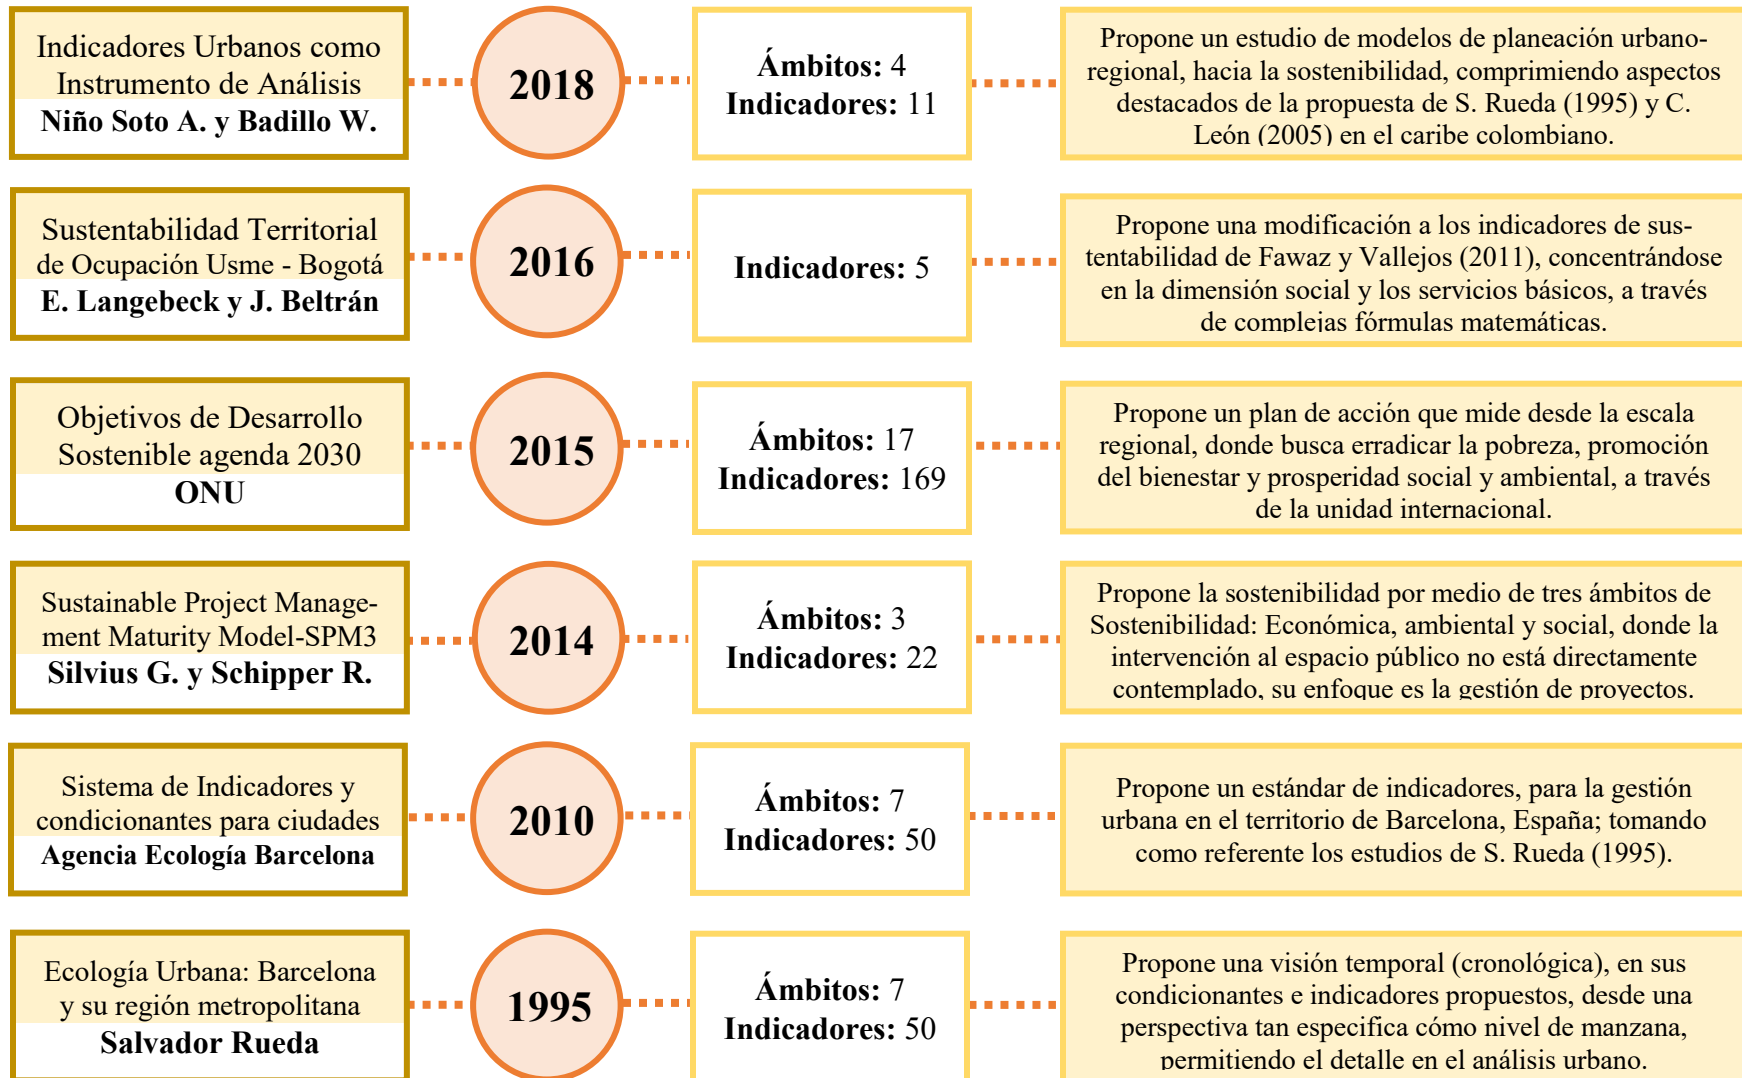 Indicadores Urbanos como
Instrumento de Análisis
Niño Soto A. y Badillo W.
2018
Ámbitos: 4
Indicadores: 11
Propone un estudio de modelos de planeación urbano-
regional, hacia la sostenibilidad, comprimiendo aspectos
destacados de la propuesta de S. Rueda (1995) y C.
León (2005) en el caribe colombiano.
Sustentabilidad Territorial
de Ocupación Usme - Bogotá
E. Langebeck y J. Beltrán
2016
Indicadores: 5
Propone una modificación a los indicadores de sus-
tentabilidad de Fawaz y Vallejos (2011), concentrándose
en la dimensión social y los servicios básicos, a través
de complejas fórmulas matemáticas.
Objetivos de Desarrollo
Sostenible agenda 2030
ONU
2015
Ámbitos: 17
Indicadores: 169
Propone un plan de acción que mide desde la escala
regional, donde busca erradicar la pobreza, promoción
del bienestar y prosperidad social y ambiental, a través
de la unidad internacional.
Sustainable Project Manage-
ment Maturity Model-SPM3
Silvius G. y Schipper R.
2014
Ámbitos: 3
Indicadores: 22
Propone la sostenibilidad por medio de tres ámbitos de
Sostenibilidad: Económica, ambiental y social, donde la
intervención al espacio público no está directamente
contemplado, su enfoque es la gestión de proyectos.
Sistema de Indicadores y
condicionantes para ciudades
Agencia Ecología Barcelona
2010
Ámbitos: 7
Indicadores: 50
Propone un estándar de indicadores, para la gestión
urbana en el territorio de Barcelona, España; tomando
como referente los estudios de S. Rueda (1995).
Ecología Urbana: Barcelona
y su región metropolitana
Salvador Rueda
1995
Ámbitos: 7
Indicadores: 50
Propone una visión temporal (cronológica), en sus
condicionantes e indicadores propuestos, desde una
perspectiva tan especifica cómo nivel de manzana,
permitiendo el detalle en el análisis urbano.